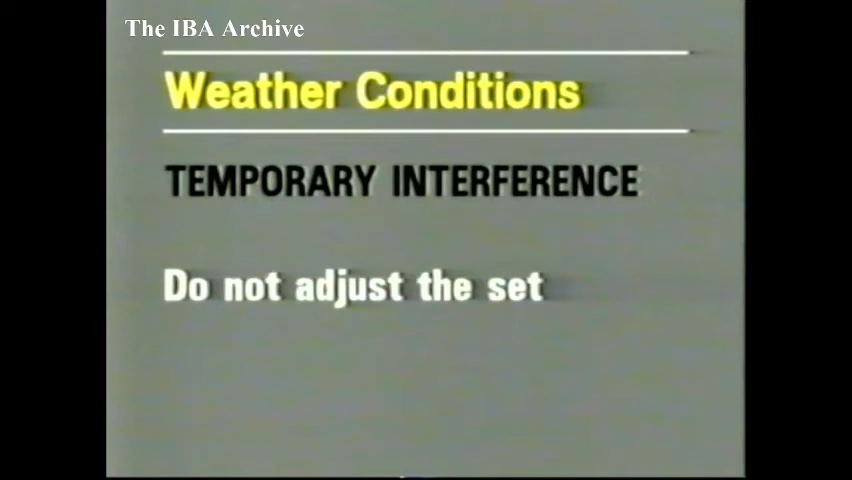 The IBA Archive
Weather Conditions
TEMPORARY INTERFERENCE
Do not adjust the set